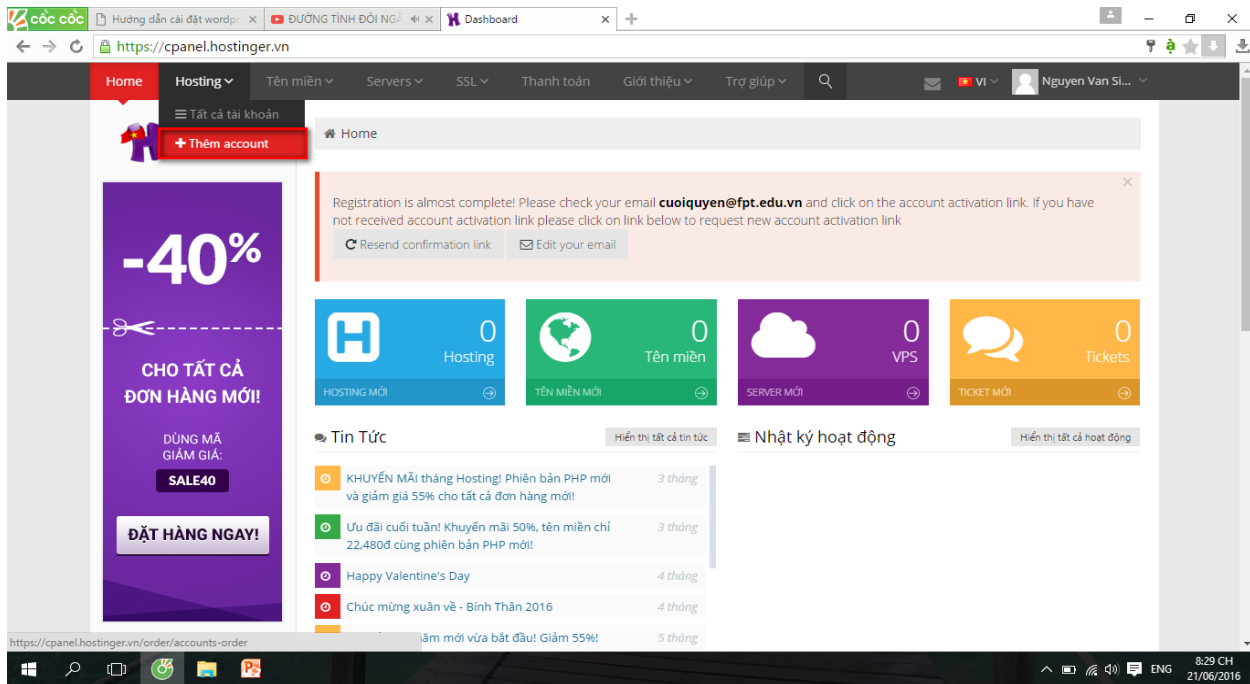 cốc cốc
Hướng dẫn cài đặt wordp
ĐƯỜNG TÌNH ĐÔI NGÃ
Dashboard
https://cpanel.hostinger.vn
Home
Hosting
Tên miền
Servers
SSL
Thanh toán
Giới thiệu
Trợ giúp
VI
Nguyen Van Si...
Tất cả tài khoản
Thêm account
Home
Registration is almost complete! Please check your email cuoiquyen@fpt.edu.vn and click on the account activation link. If you have
not received account activation link please click on link below to request new account activation link
Resend confirmation link
Edit your email
-40%
CHO TẤT CẢ
ĐƠN HÀNG MỚI!
DÙNG MÃ
GIẢM GIÁ:
SALE40
ĐẶT HÀNG NGAY!
0
Hosting
HOSTING MỚI
0
Tên miền
TÊN MIỀN MỚI
0
VPS
SERVER MỚI
0
Tickets
TICKET MỚI
Tin Tức
Hiển thị tất cả tin tức
KHUYẾN MÃI tháng Hosting! Phiên bản PHP mới
và giảm giá 55% cho tất cả đơn hàng mới!
3 tháng
Ưu đãi cuối tuần! Khuyến mãi 50%, tên miền chỉ
22,480đ cùng phiên bản PHP mới!
3 tháng
Happy Valentine's Day
4 tháng
Chúc mừng xuân về - Bính Thân 2016
4 tháng
năm mới vừa bắt đầu! Giảm 55%!
5 tháng
Nhật ký hoạt động
Hiển thị tất cả hoạt động
https://cpanel.hostinger.vn/order/accounts-order
ENG
8:29 CH
21/06/2016